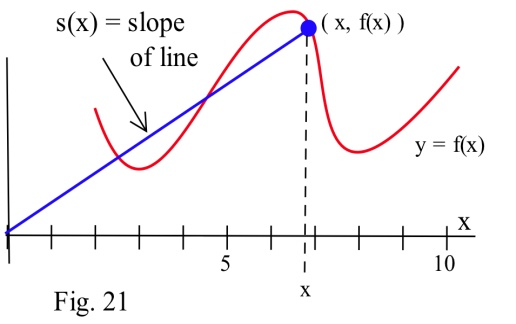 s(x) = slope
of line
( x, f(x) )
y = f(x)
x
5
10
x
Fig. 21